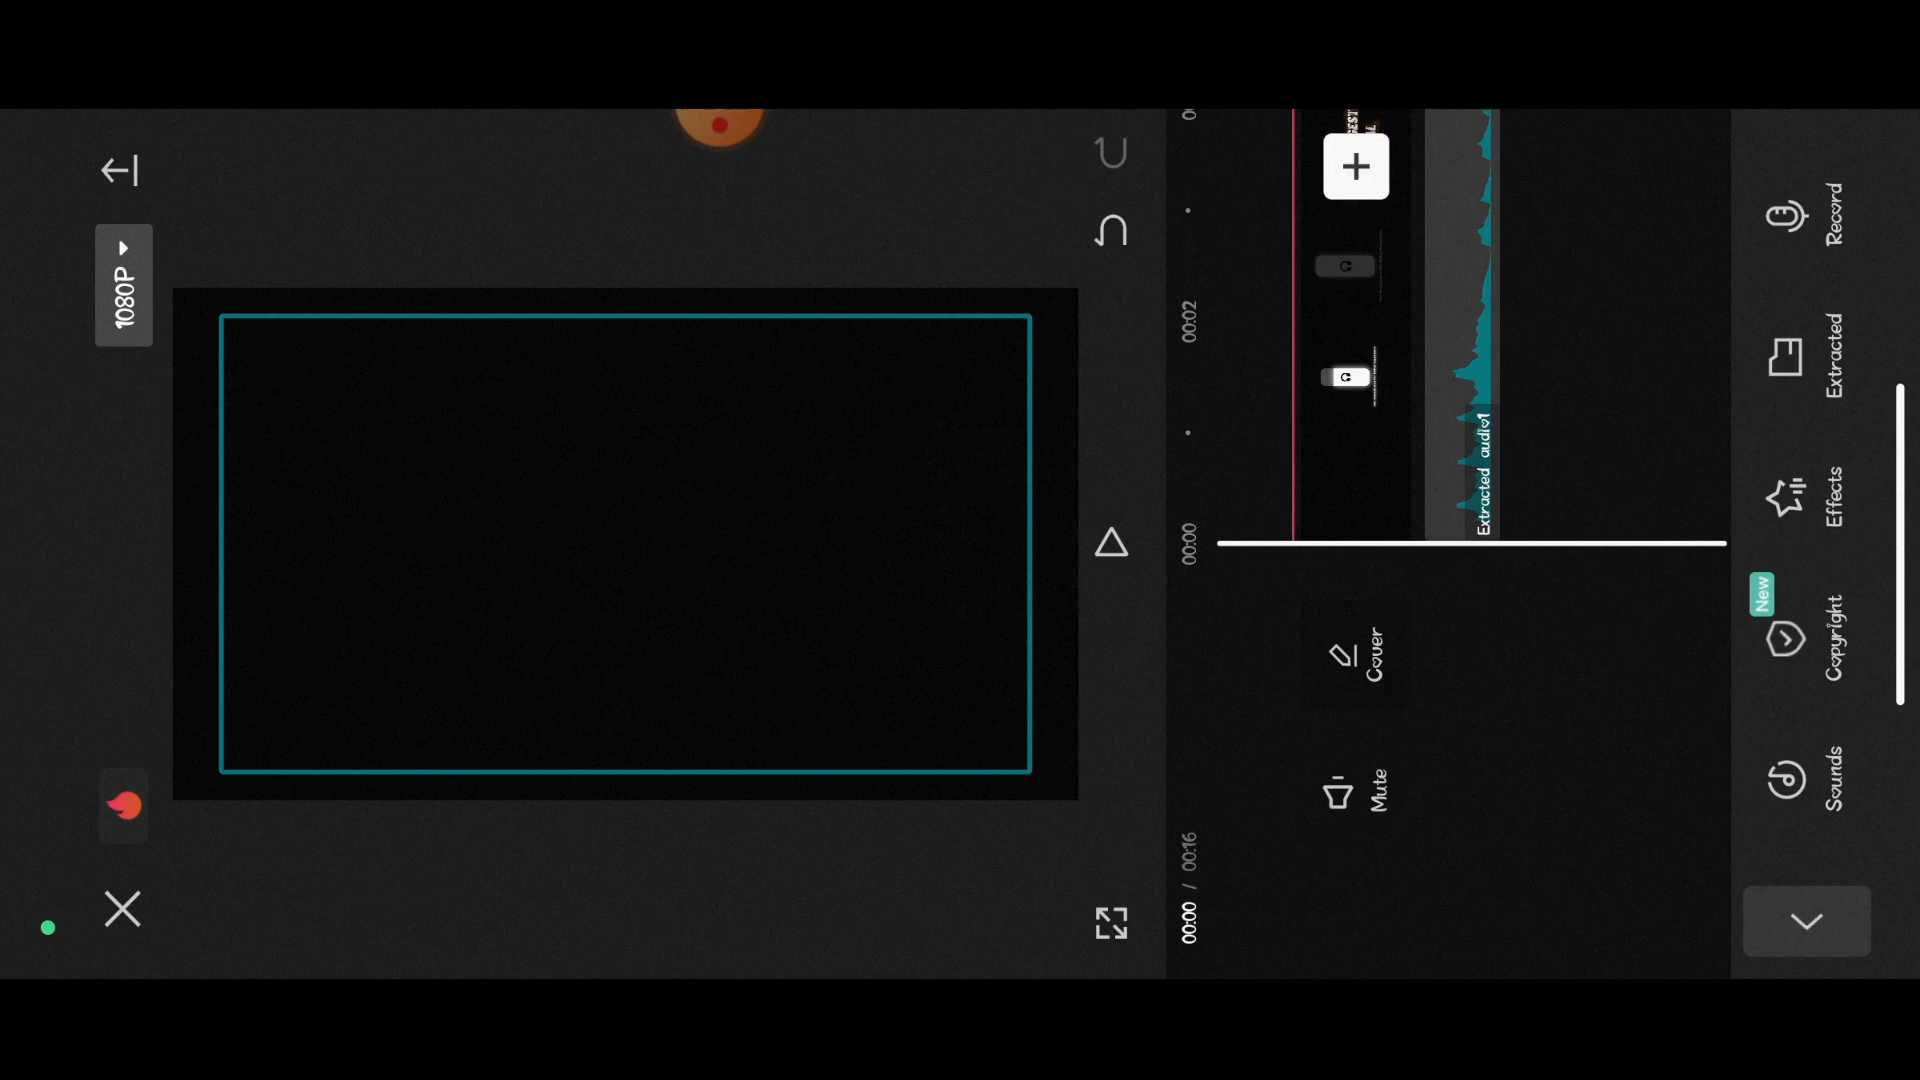 1080P
00:00 / 00:16
00:00
00:02
Mute
Cover
Extracted audio1
Sounds
Copyright
New
Effects
Extracted
Record